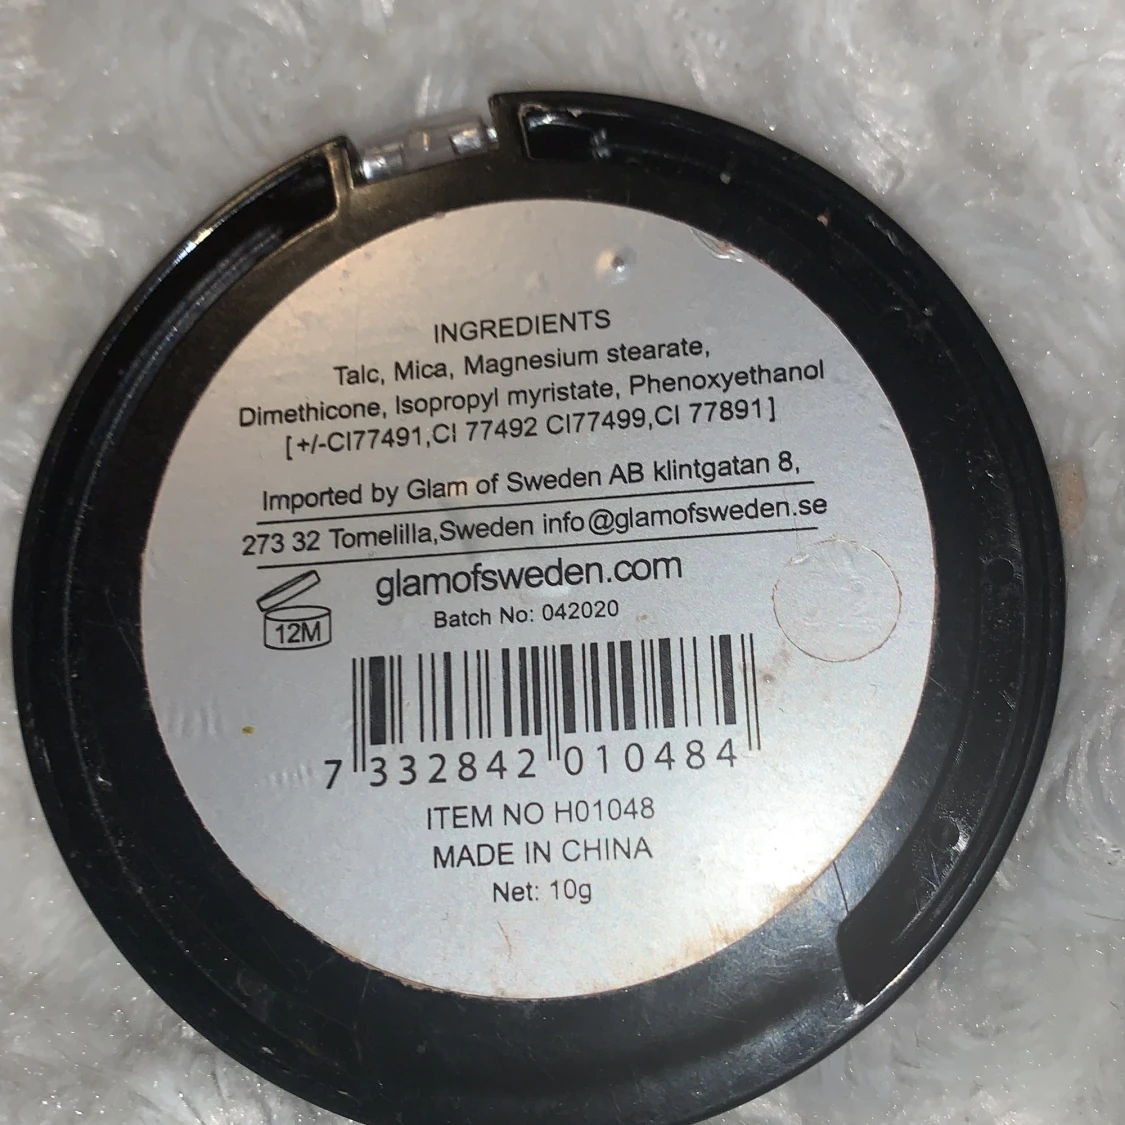 INGREDIENTS
Talc, Mica, Magnesium stearate,
Dimethicone, Isopropyl myristate, Phenoxyethanol
[+/-CI77491,CI 77492 CI77499,CI 77891]
Imported by Glam of Sweden AB klintgatan 8,
273 32 Tomelilla,Sweden info@glamofsweden.se
glamofsweden.com
12M
Batch No: 042020
7 332842 010484
ITEM NO H01048
MADE IN CHINA
Net: 10g